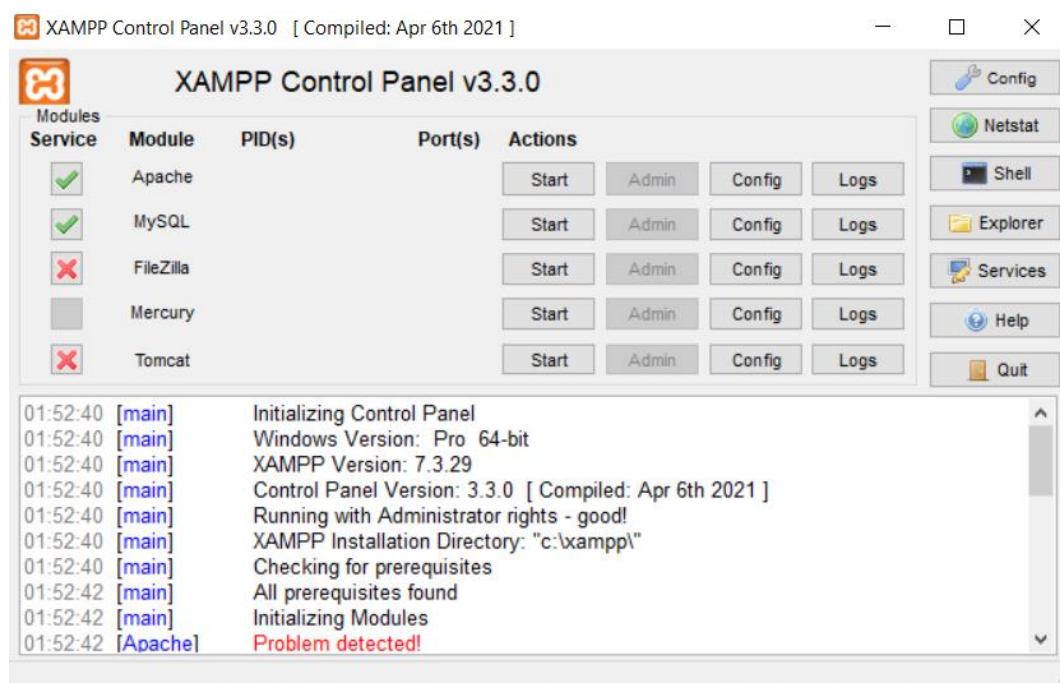 XAMPP Control Panel v3.3.0 [ Compiled: Apr 6th 2021 ]
XAMPP Control Panel v3.3.0
Config
Modules
Service Module PID(s) Port(s) Actions
Netstat
Apache Start Admin Config Logs
Shell
MySQL Start Admin Config Logs
Explorer
FileZilla Start Admin Config Logs
Services
Mercury Start Admin Config Logs
Help
Tomcat Start Admin Config Logs
Quit
01:52:40 [main] Initializing Control Panel
01:52:40 [main] Windows Version: Pro 64-bit
01:52:40 [main] XAMPP Version: 7.3.29
01:52:40 [main] Control Panel Version: 3.3.0 [ Compiled: Apr 6th 2021 ]
01:52:40 [main] Running with Administrator rights - good!
01:52:40 [main] XAMPP Installation Directory: "c:\xampp\"
01:52:40 [main] Checking for prerequisites
01:52:42 [main] All prerequisites found
01:52:42 [main] Initializing Modules
01:52:42 [Apache] Problem detected!